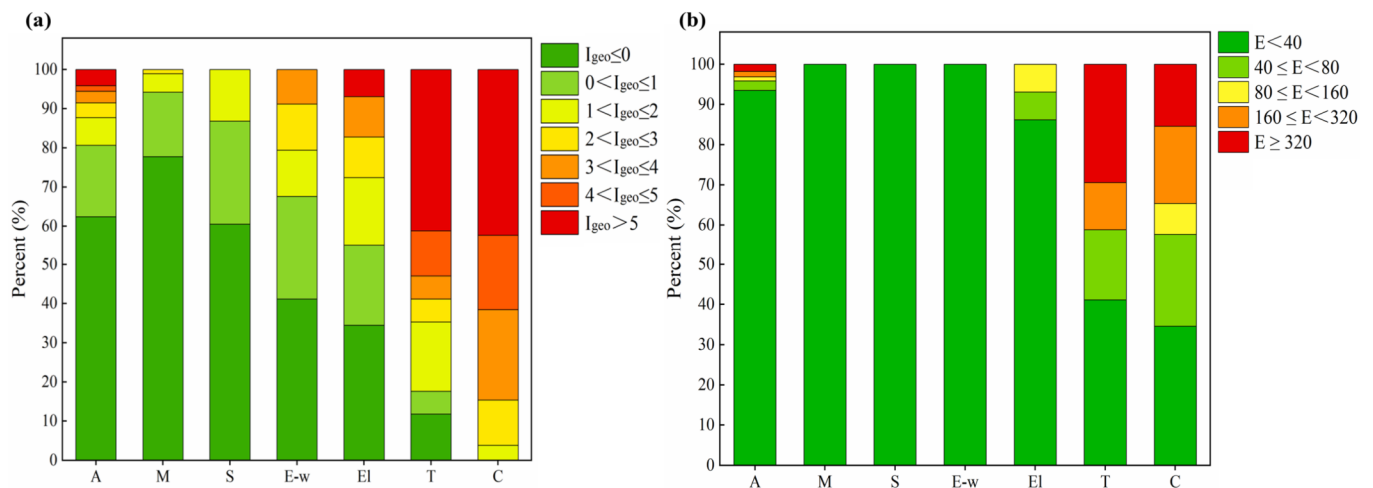 (a)
Percent (%)
100
90
80
70
60
50
40
30
20
10
0
A M S E-w El T C
Igeo≤0
0<Igeo≤1
1<Igeo≤2
2<Igeo≤3
3<Igeo≤4
4<Igeo≤5
Igeo>5
(b)
Percent (%)
100
90
80
70
60
50
40
30
20
10
0
A M S E-w El T C
E<40
40 ≤ E<80
80 ≤ E<160
160 ≤ E<320
E ≥ 320